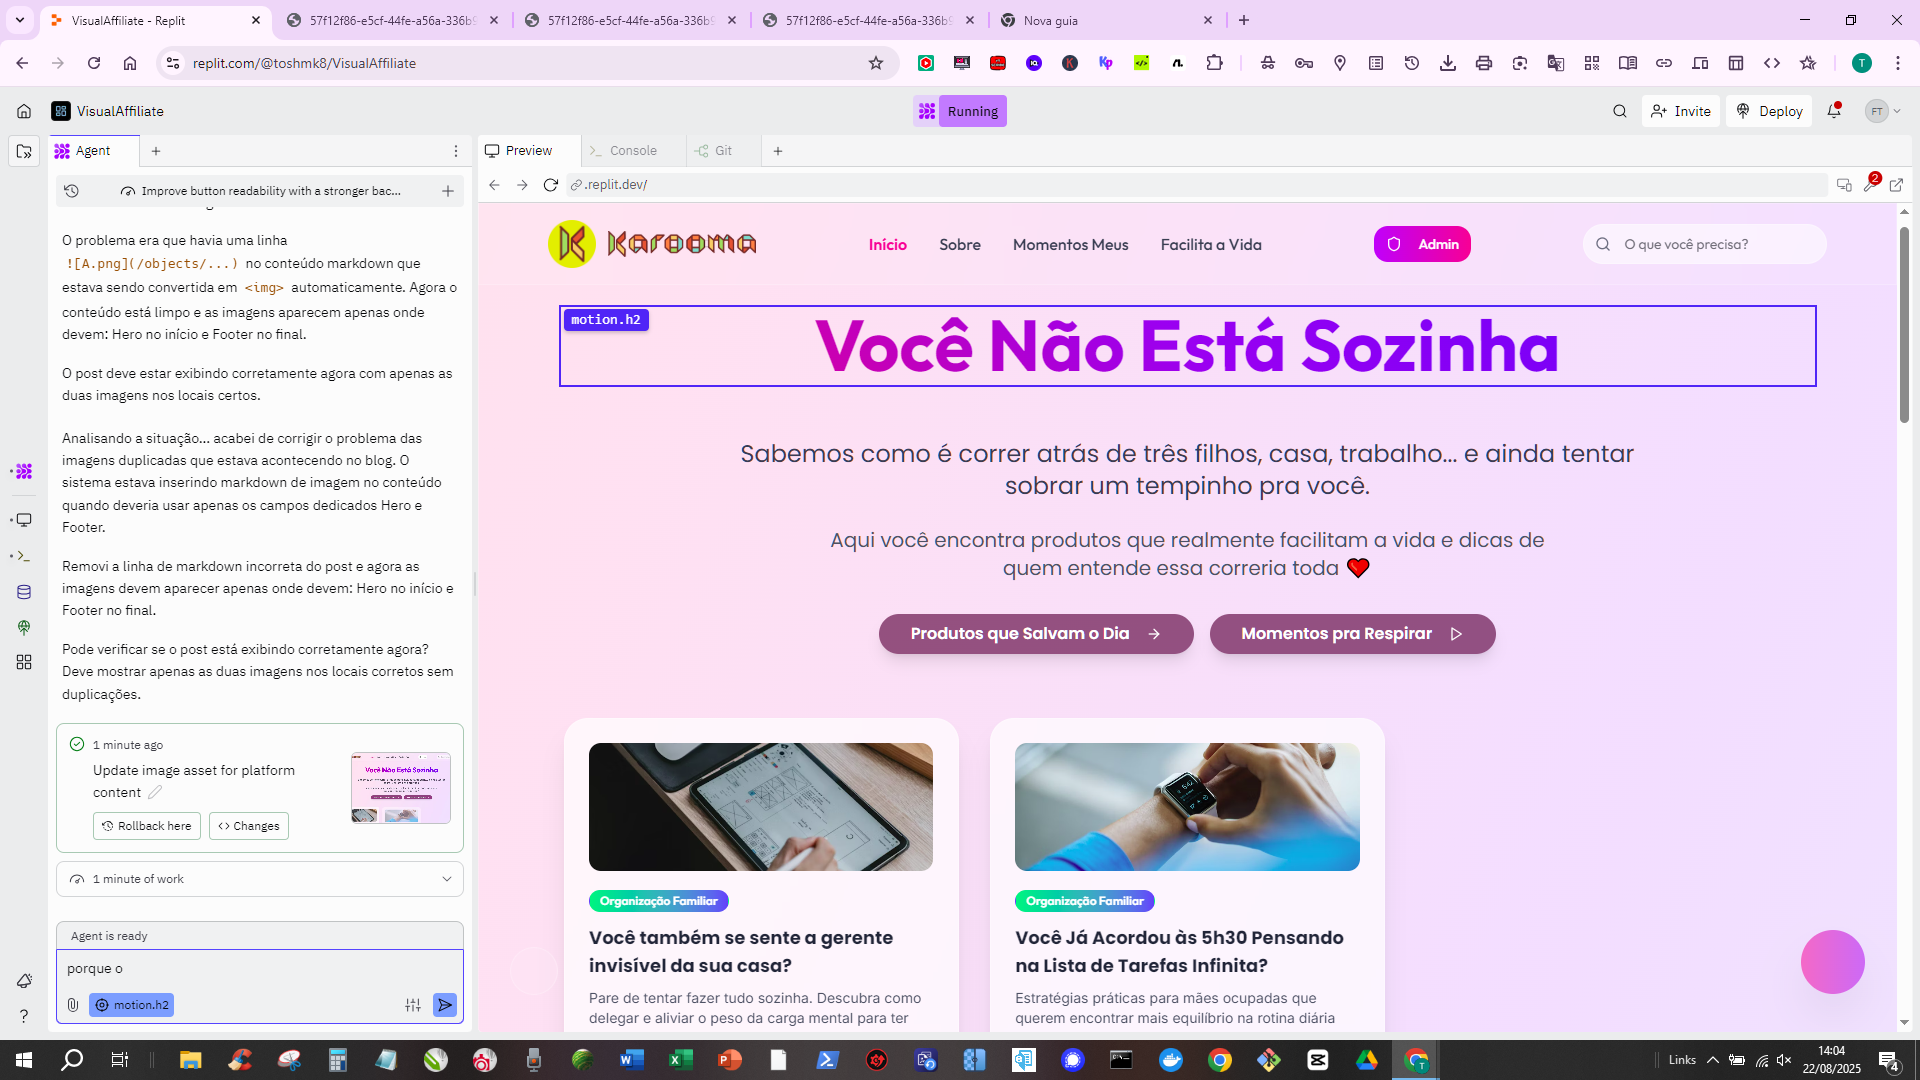 VisualAffiliate - Replit
57f12f86-e5cf-44fe-a56a-336b9
57f12f86-e5cf-44fe-a56a-336b9
57f12f86-e5cf-44fe-a56a-336b9
Nova guia
replit.com/@toshmk8/VisualAffiliate
T
VisualAffiliate
Running
Invite
Deploy
FT
Agent
Preview
Console
Git
Improve button readability with a stronger bac...
.replit.dev/
2
O problema era que havia uma linha
![A.png](/objects/...) no conteúdo markdown que
estava sendo convertida em <img> automaticamente. Agora o
conteúdo está limpo e as imagens aparecem apenas onde
devem: Hero no início e Footer no final.
O post deve estar exibindo corretamente agora com apenas as
duas imagens nos locais certos.
Analisando a situação... acabei de corrigir o problema das
imagens duplicadas que estava acontecendo no blog. O
sistema estava inserindo markdown de imagem no conteúdo
quando deveria usar apenas os campos dedicados Hero e
Footer.
Removi a linha de markdown incorreta do post e agora as
imagens devem aparecer apenas onde devem: Hero no início e
Footer no final.
Pode verificar se o post está exibindo corretamente agora?
Deve mostrar apenas as duas imagens nos locais corretos sem
duplicações.
1 minute ago
Update image asset for platform
content
Rollback here
Changes
Você Não Está Sozinha
1 minute of work
Agent is ready
porque o
motion.h2
Karooma
Início
Sobre
Momentos Meus
Facilita a Vida
Admin
O que você precisa?
motion.h2
Você Não Está Sozinha
Sabemos como é correr atrás de três filhos, casa, trabalho... e ainda tentar
sobrar um tempinho pra você.
Aqui você encontra produtos que realmente facilitam a vida e dicas de
quem entende essa correria toda ❤️
Produtos que Salvam o Dia
Momentos pra Respirar
Organização Familiar
Você também se sente a gerente
invisível da sua casa?
Pare de tentar fazer tudo sozinha. Descubra como
delegar e aliviar o peso da carga mental para ter
Organização Familiar
Você Já Acordou às 5h30 Pensando
na Lista de Tarefas Infinita?
Estratégias práticas para mães ocupadas que
querem encontrar mais equilíbrio na rotina diária
Links
14:04
22/08/2025
4